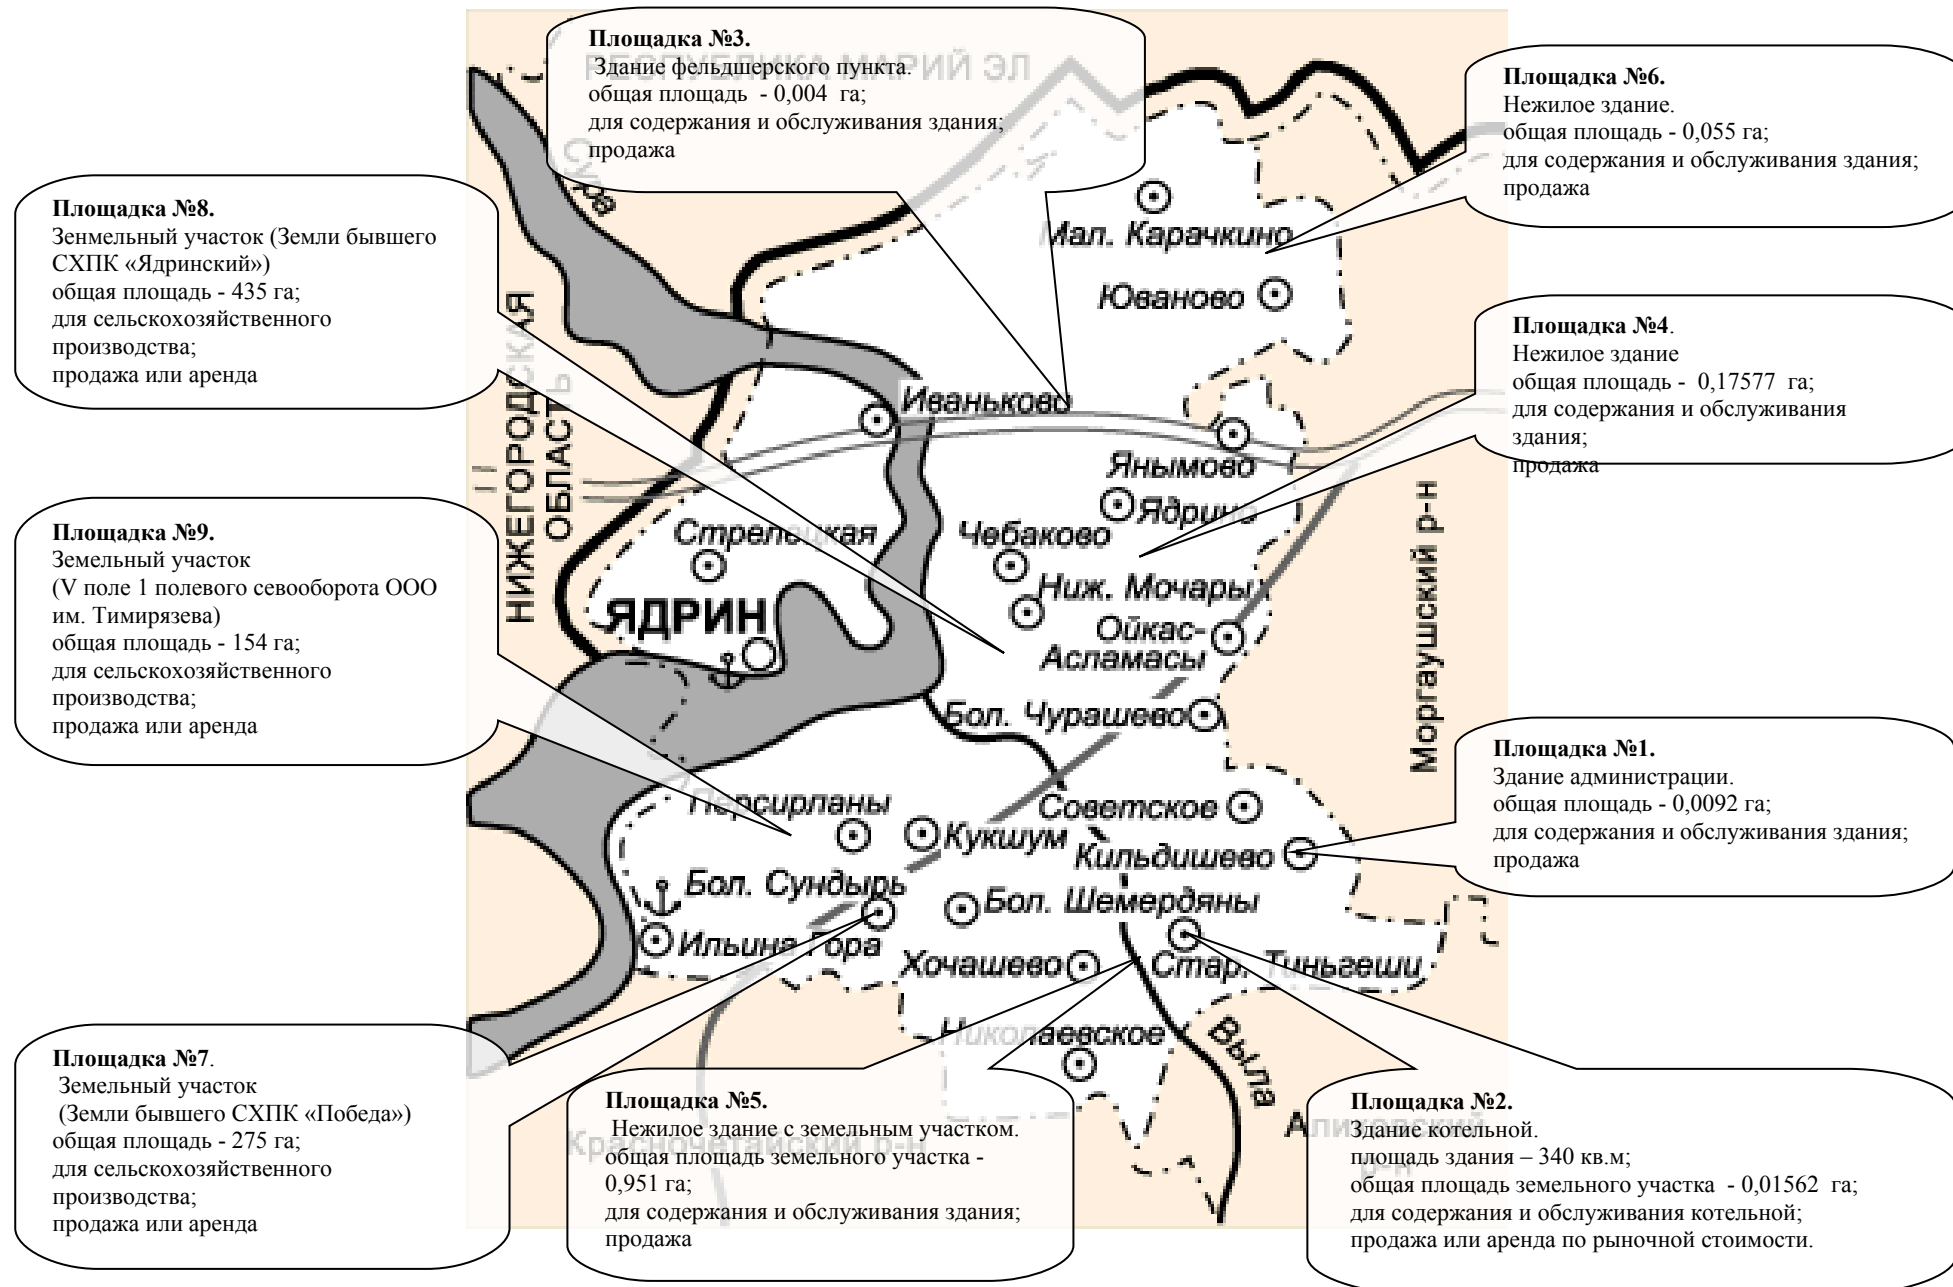 Площадка №3.
Здание фельдшерского пункта.
общая площадь - 0,004 га;
для содержания и обслуживания здания;
продажа
РЕСПУБЛИКА МАРИЙ ЭЛ
Площадка №6.
Нежилое здание.
общая площадь - 0,055 га;
для содержания и обслуживания здания;
продажа
Площадка №8.
Зенмельный участок (Земли бывшего
СХПК «Ядринский»)
общая площадь - 435 га;
для сельскохозяйственного
производства;
продажа или аренда
Площадка №4.
Нежилое здание
общая площадь - 0,17577 га;
для содержания и обслуживания
здания;
продажа
Площадка №9.
Земельный участок
(V поле 1 полевого севооборота ООО
им. Тимирязева)
общая площадь - 154 га;
для сельскохозяйственного
производства;
продажа или аренда
Площадка №1.
Здание администрации.
общая площадь - 0,0092 га;
для содержания и обслуживания здания;
продажа
Площадка №7.
Земельный участок
(Земли бывшего СХПК «Победа»)
общая площадь - 275 га;
для сельскохозяйственного
производства;
продажа или аренда
Площадка №5.
Нежилое здание с земельным участком.
общая площадь земельного участка -
0,951 га;
для содержания и обслуживания здания;
продажа
Площадка №2.
Здание котельной.
площадь здания – 340 кв.м;
общая площадь земельного участка - 0,01562 га;
для содержания и обслуживания котельной;
продажа или аренда по рыночной стоимости.
Сура
НИЖЕГОРОДСКАЯ
ОБЛАСТЬ
Мал. Карачкино
Юваново
Иваньково
Янымово
Ядрино
Стрелецкая
Чебаково
Ниж. Мочары
ЯДРИН
Ойкас-
Асламасы
Моргаушский р-н
Бол. Чурашево
Персирланы
Советское
Кукшум
Кильдишево
Бол. Сундырь
Бол. Шемердяны
Ильина Гора
Хочашево
Стар. Тиньгеши
Николаевское
Выла
Красночетайский р-н
Аликовский
р-н